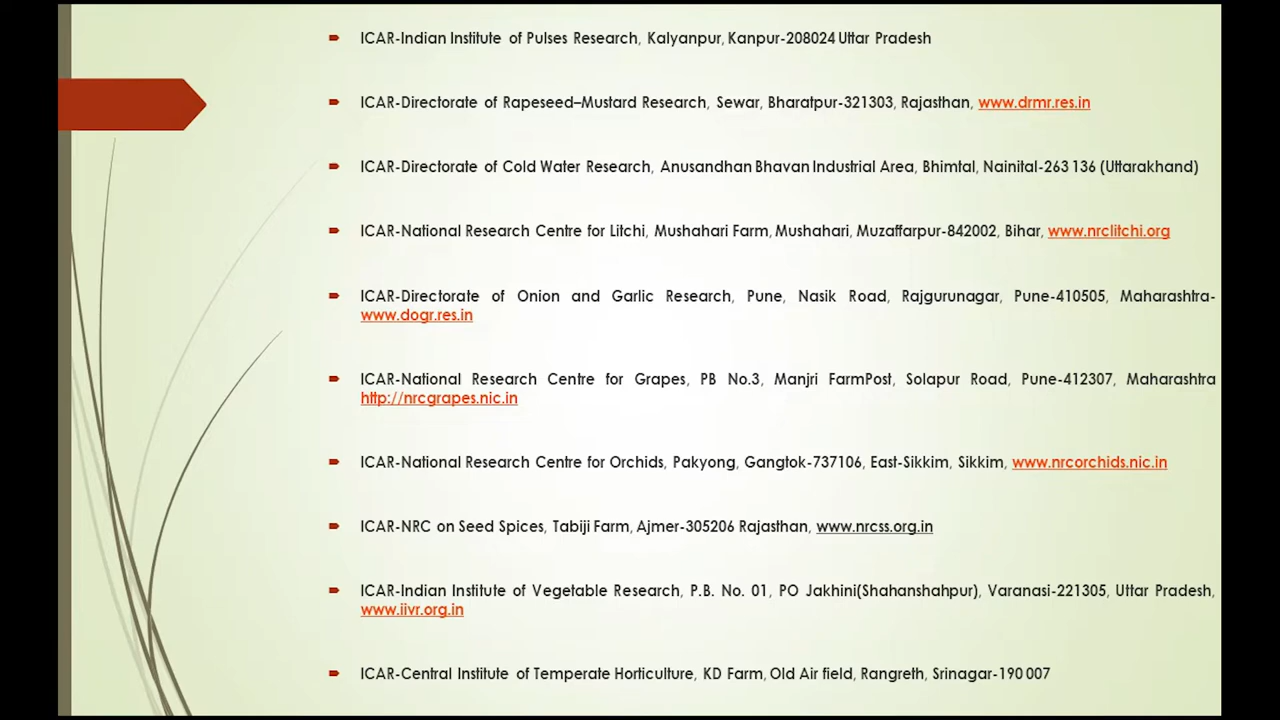 ICAR-Indian Institute of Pulses Research, Kalyanpur, Kanpur-208024 Uttar Pradesh
ICAR-Directorate of Rapeseed–Mustard Research, Sewar, Bharatpur-321303, Rajasthan, www.drmr.res.in
ICAR-Directorate of Cold Water Research, Anusandhan Bhavan Industrial Area, Bhimtal, Nainital-263 136 (Uttarakhand)
ICAR-National Research Centre for Litchi, Mushahari Farm, Mushahari, Muzaffarpur-842002, Bihar, www.nrclitchi.org
ICAR-Directorate of Onion and Garlic Research, Pune, Nasik Road, Rajgurunagar, Pune-410505, Maharashtra-
www.dogr.res.in
ICAR-National Research Centre for Grapes, PB No.3, Manjri FarmPost, Solapur Road, Pune-412307, Maharashtra
http://nrcgrapes.nic.in
ICAR-National Research Centre for Orchids, Pakyong, Gangtok-737106, East-Sikkim, Sikkim, www.nrcorchids.nic.in
ICAR-NRC on Seed Spices, Tabiji Farm, Ajmer-305206 Rajasthan, www.nrcss.org.in
ICAR-Indian Institute of Vegetable Research, P.B. No. 01, PO Jakhini(Shahanshahpur), Varanasi-221305, Uttar Pradesh,
www.iivr.org.in
ICAR-Central Institute of Temperate Horticulture, KD Farm, Old Air field, Rangreth, Srinagar-190 007